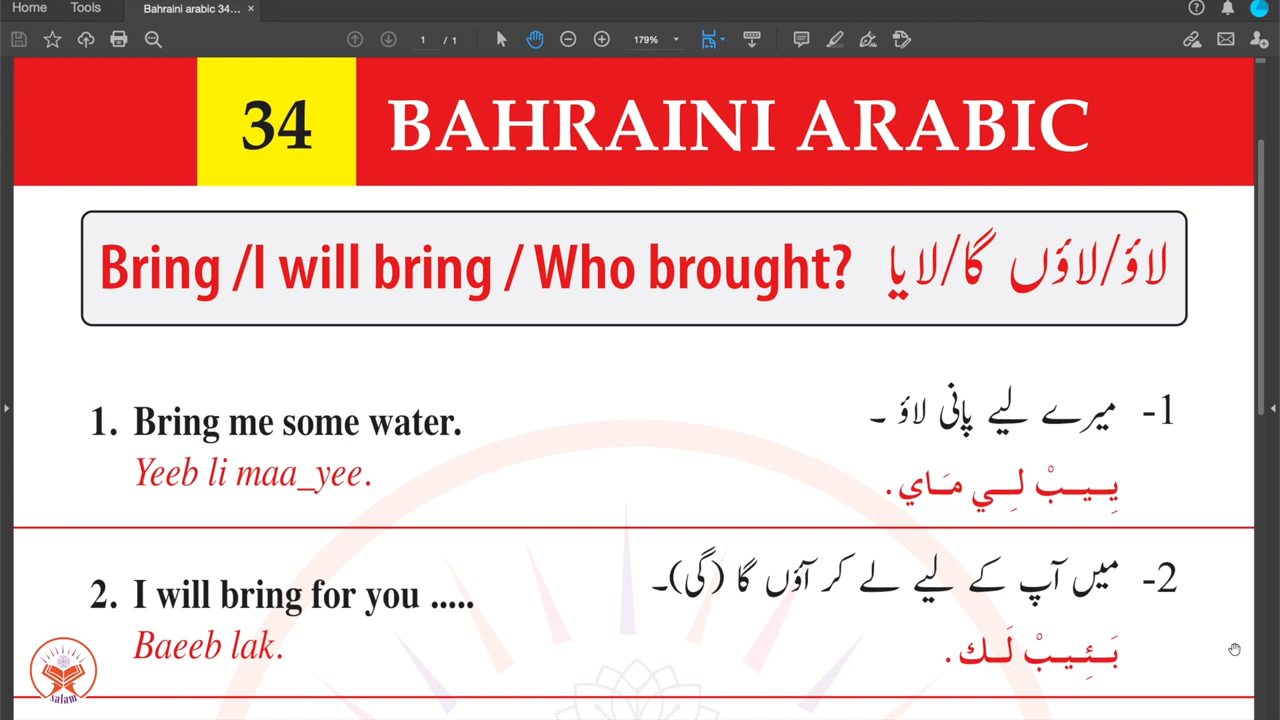 Home Tools Bahraini arabic 34... ×
1 / 1 179%
34 BAHRAINI ARABIC
Bring /I will bring / Who brought? لاؤ/لاؤں گا/لایا
1. Bring me some water. 1- میرے لیے پانی لاؤ ۔
Yeeb li maa_yee. يِـيـبْ لِـي مَـاي.
2. I will bring for you ..... 2- میں آپ کے لیے لے کر آؤں گا (گی)۔
Baeeb lak. بَـئِـيـبْ لَـك.
salam